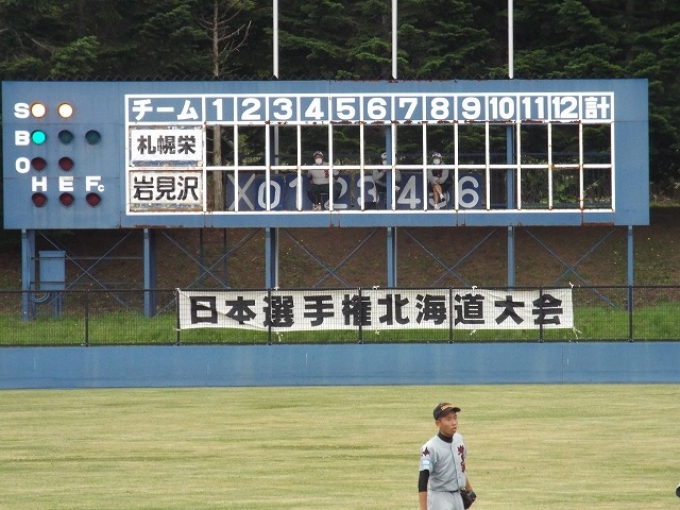 S チーム 1 2 3 4 5 6 7 8 9 10 11 12 計
B 札幌栄
O
H E Fc 岩見沢
X 0 1 2 3 4 5 6
日本選手権北海道大会